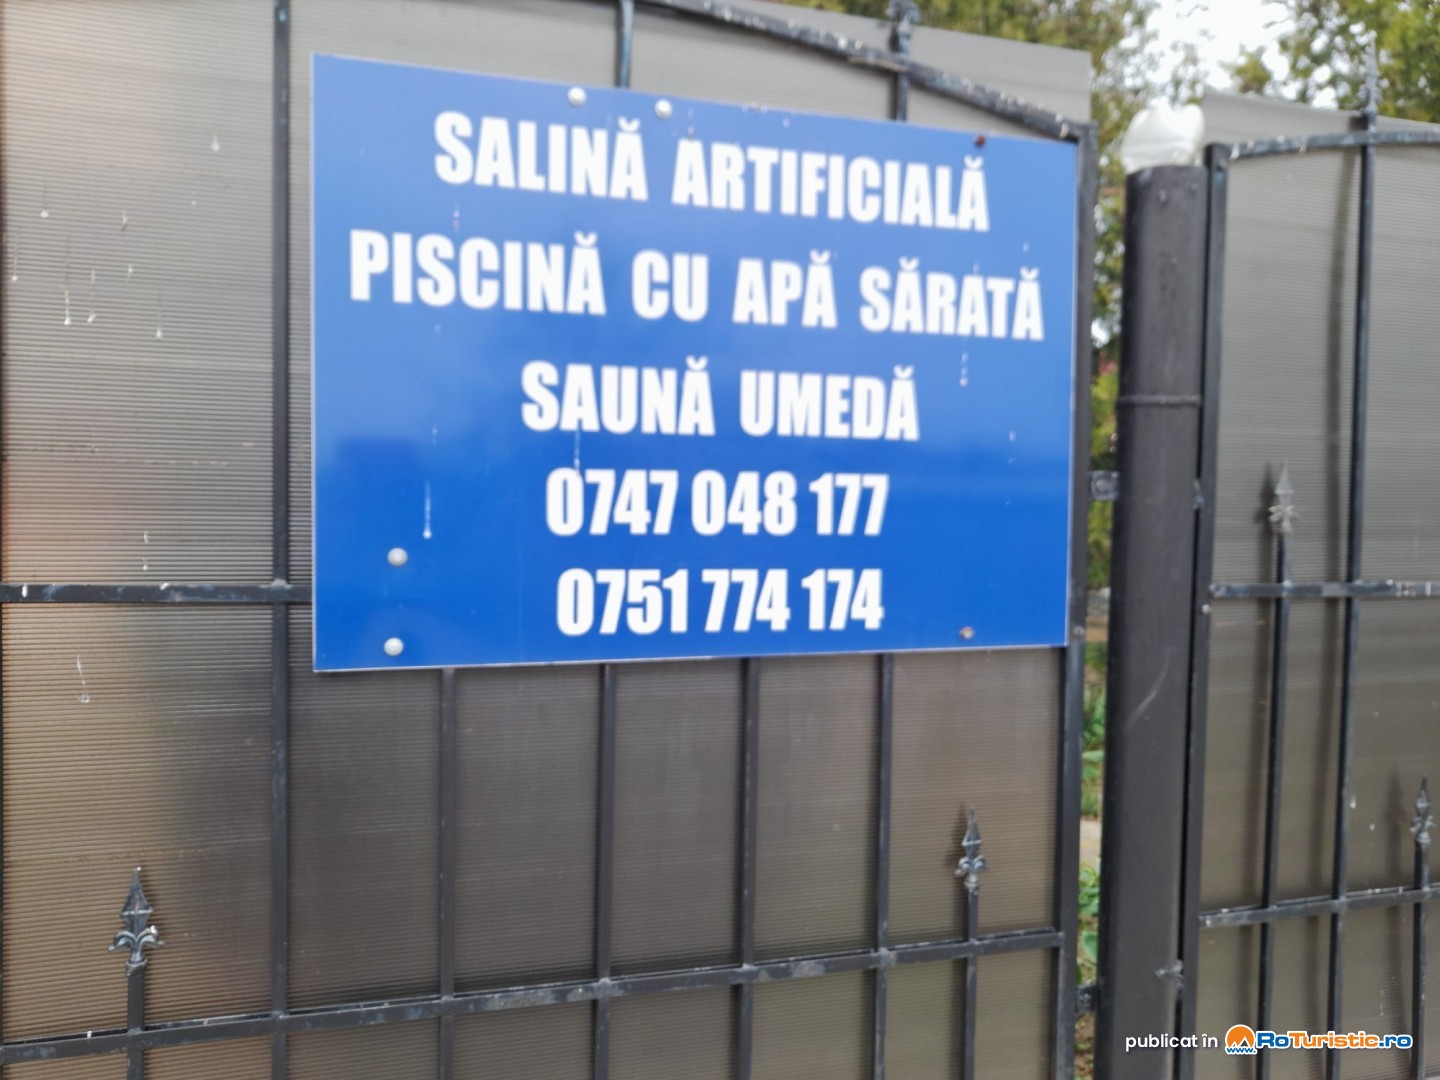 SALINĂ ARTIFICIALĂ
PISCINĂ CU APĂ SĂRATĂ
SAUNĂ UMEDĂ
0747 048 177
0751 774 174
publicat în RoTuristic.ro